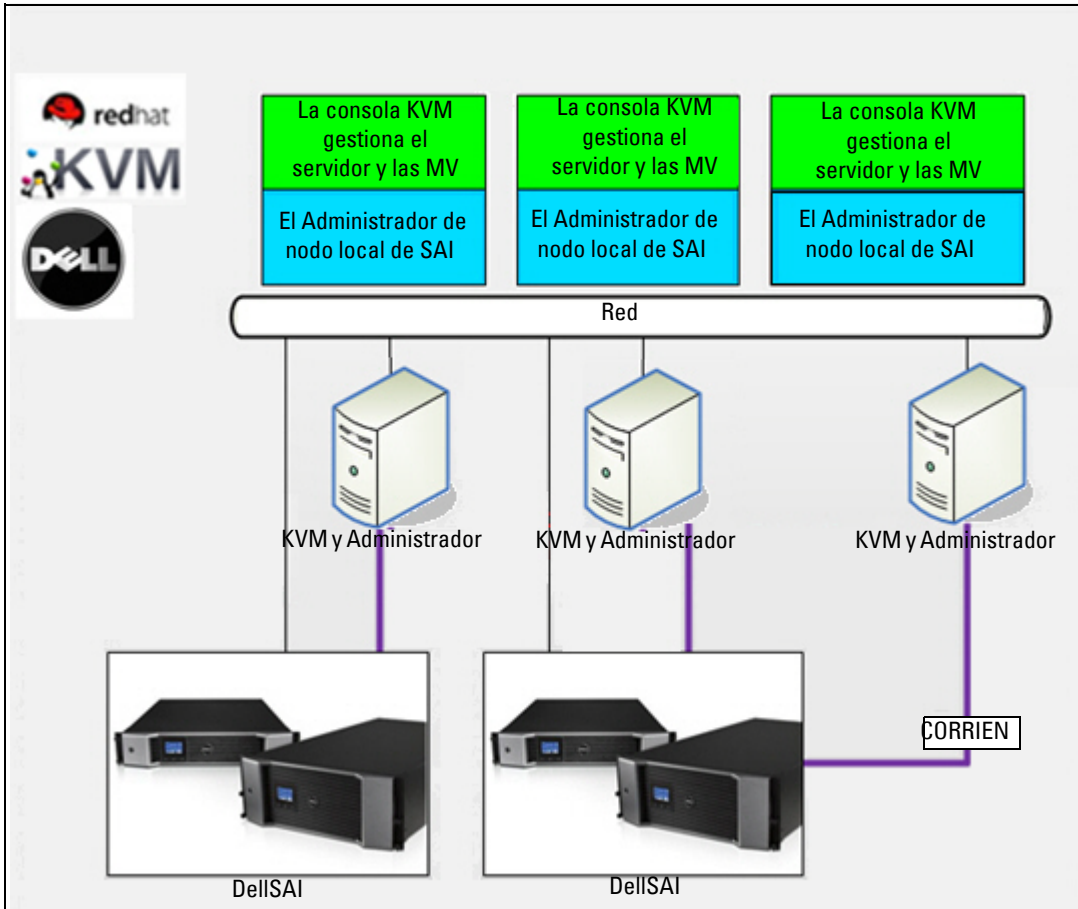 redhat
KVM
DELL
La consola KVM
gestiona el
servidor y las MV
El Administrador de
nodo local de SAI
La consola KVM
gestiona el
servidor y las MV
El Administrador de
nodo local de SAI
La consola KVM
gestiona el
servidor y las MV
El Administrador de
nodo local de SAI
Red
KVM y Administrador
KVM y Administrador
KVM y Administrador
CORRIEN
DellSAI
DellSAI